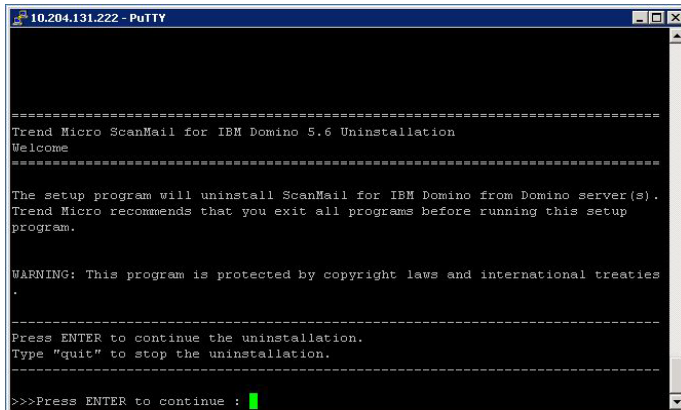 10.204.131.222 - PuTTY
================================================================================
Trend Micro ScanMail for IBM Domino 5.6 Uninstallation
Welcome
================================================================================
The setup program will uninstall ScanMail for IBM Domino from Domino server(s).
Trend Micro recommends that you exit all programs before running this setup
program.
WARNING: This program is protected by copyright laws and international treaties
.
--------------------------------------------------------------------------------
Press ENTER to continue the uninstallation.
Type "quit" to stop the uninstallation.
--------------------------------------------------------------------------------
>>>Press ENTER to continue :